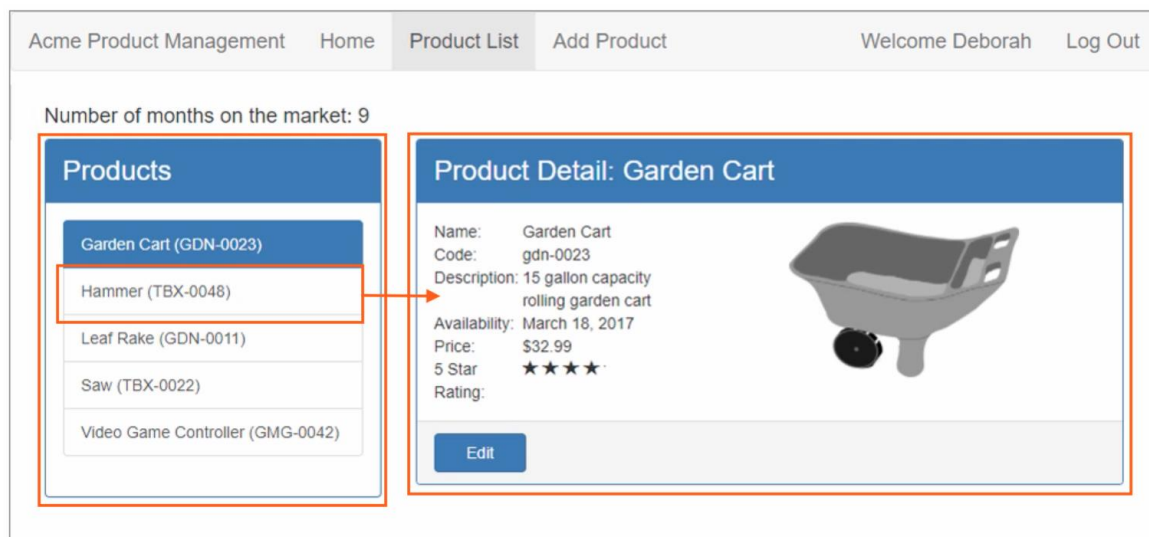 Acme Product Management Home Product List Add Product Welcome Deborah Log Out
Number of months on the market: 9
Products
Garden Cart (GDN-0023)
Hammer (TBX-0048)
Leaf Rake (GDN-0011)
Saw (TBX-0022)
Video Game Controller (GMG-0042)
Product Detail: Garden Cart
Name: Garden Cart
Code: gdn-0023
Description: 15 gallon capacity
rolling garden cart
Availability: March 18, 2017
Price: $32.99
5 Star
Rating:
Edit